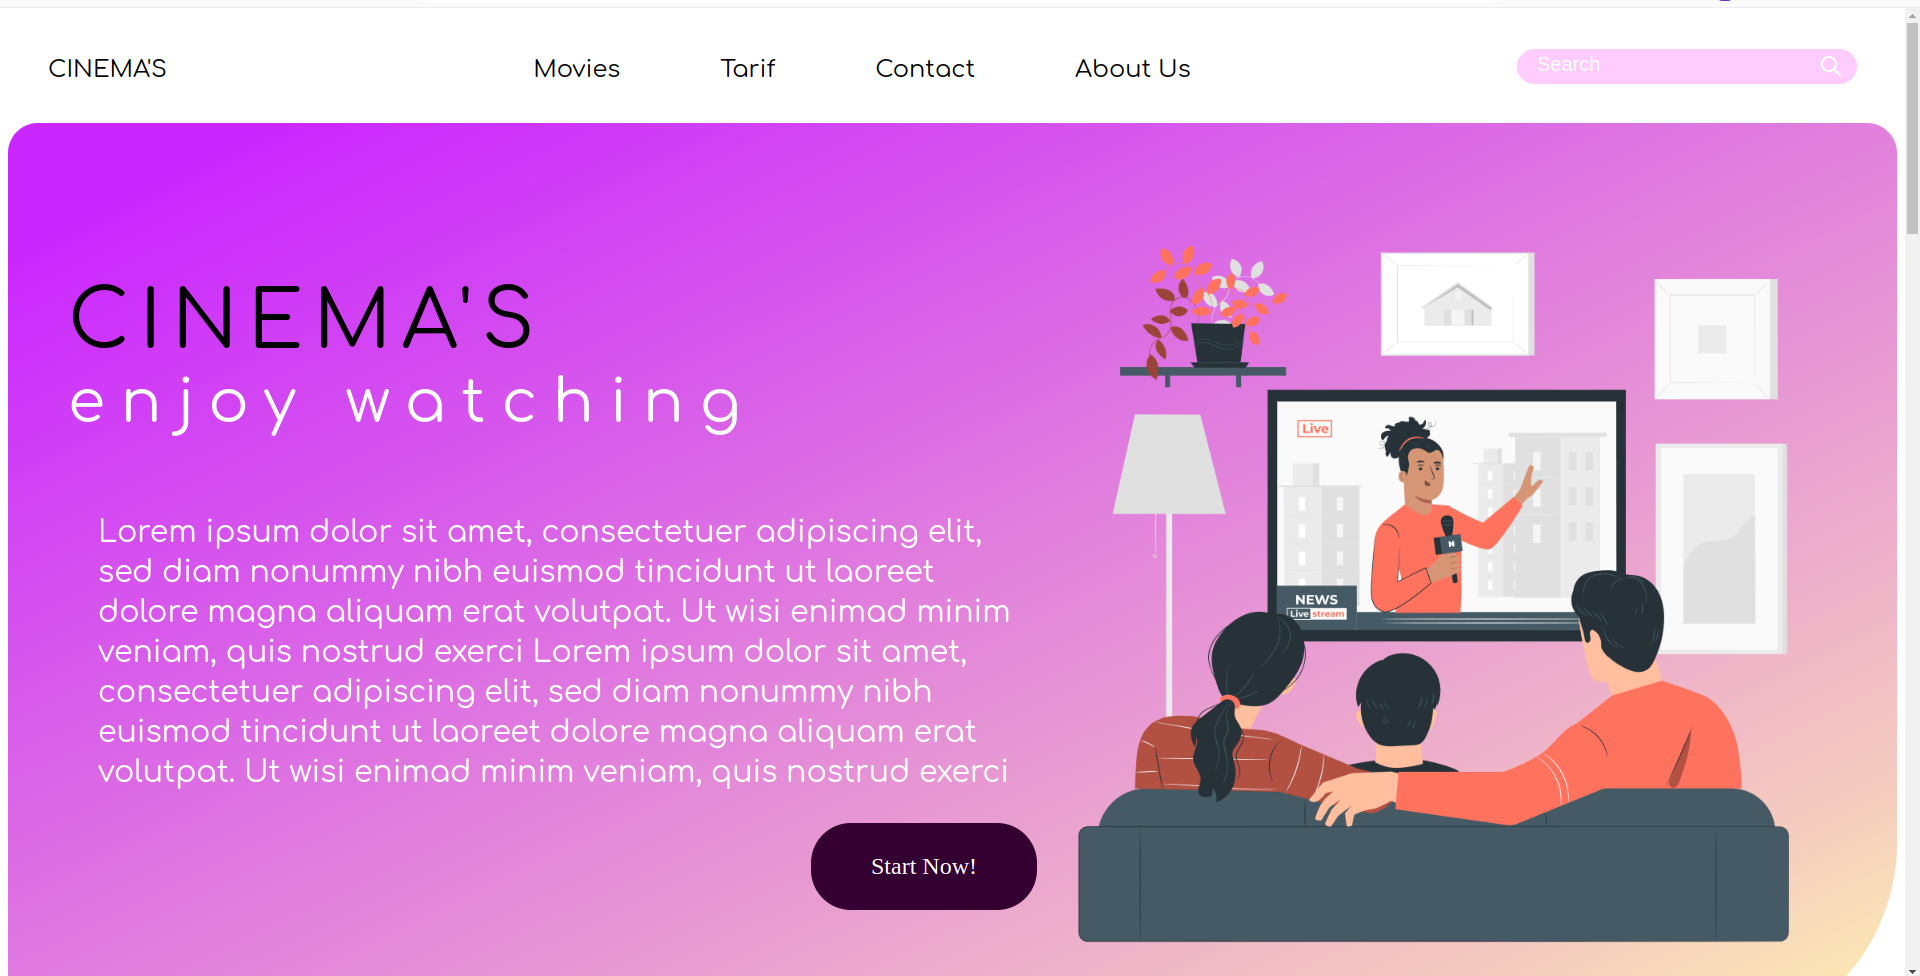 CINEMA'S
Movies
Tarif
Contact
About Us
Search
CINEMA'S
enjoy watching
Lorem ipsum dolor sit amet, consectetuer adipiscing elit,
sed diam nonummy nibh euismod tincidunt ut laoreet
dolore magna aliquam erat volutpat. Ut wisi enimad minim
veniam, quis nostrud exerci Lorem ipsum dolor sit amet,
consectetuer adipiscing elit, sed diam nonummy nibh
euismod tincidunt ut laoreet dolore magna aliquam erat
volutpat. Ut wisi enimad minim veniam, quis nostrud exerci
Start Now!
Live
N
NEWS
Live stream